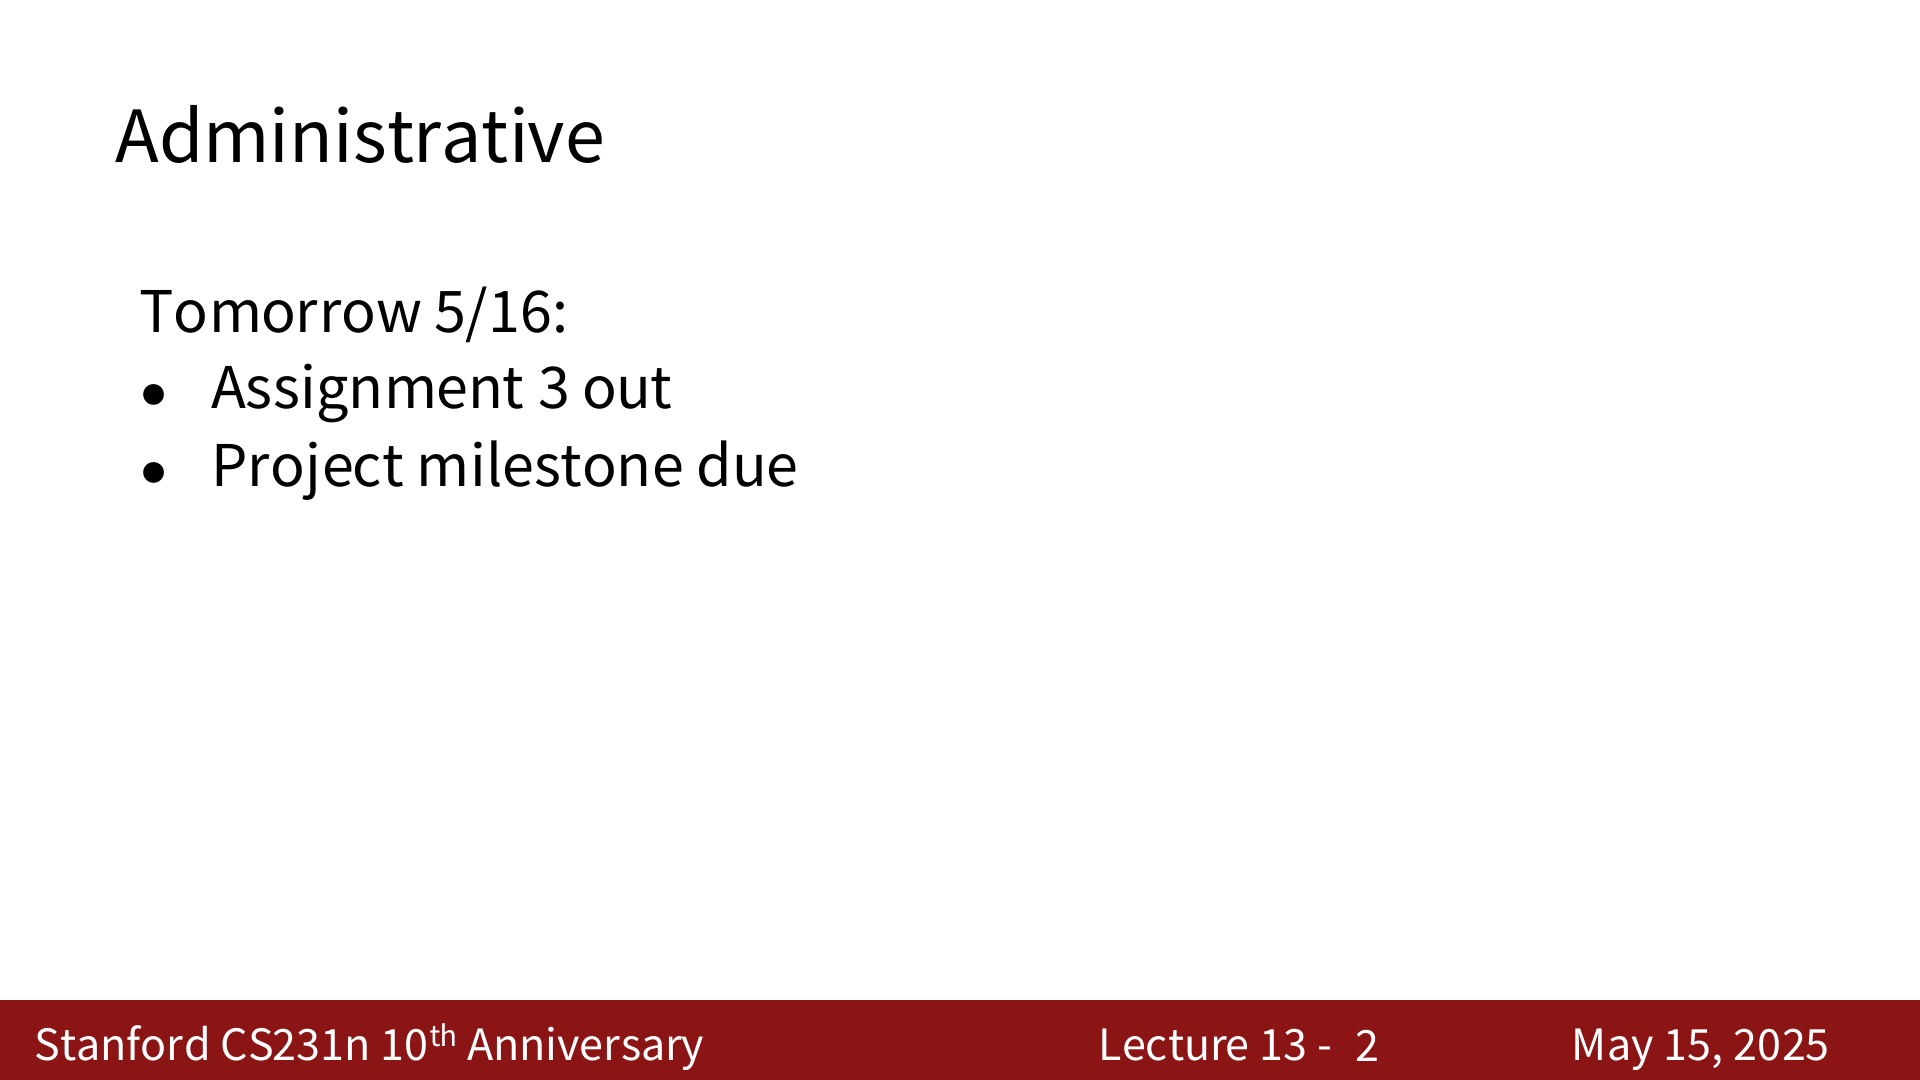 Administrative
Tomorrow 5/16:
● Assignment 3 out
● Project milestone due
Stanford CS231n 10th Anniversary Lecture 13 - 2 May 15, 2025